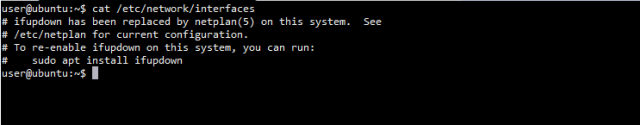 user@ubuntu:~$ cat /etc/network/interfaces
# ifupdown has been replaced by netplan(5) on this system.  See
# /etc/netplan for current configuration.
# To re-enable ifupdown on this system, you can run:
#    sudo apt install ifupdown
user@ubuntu:~$